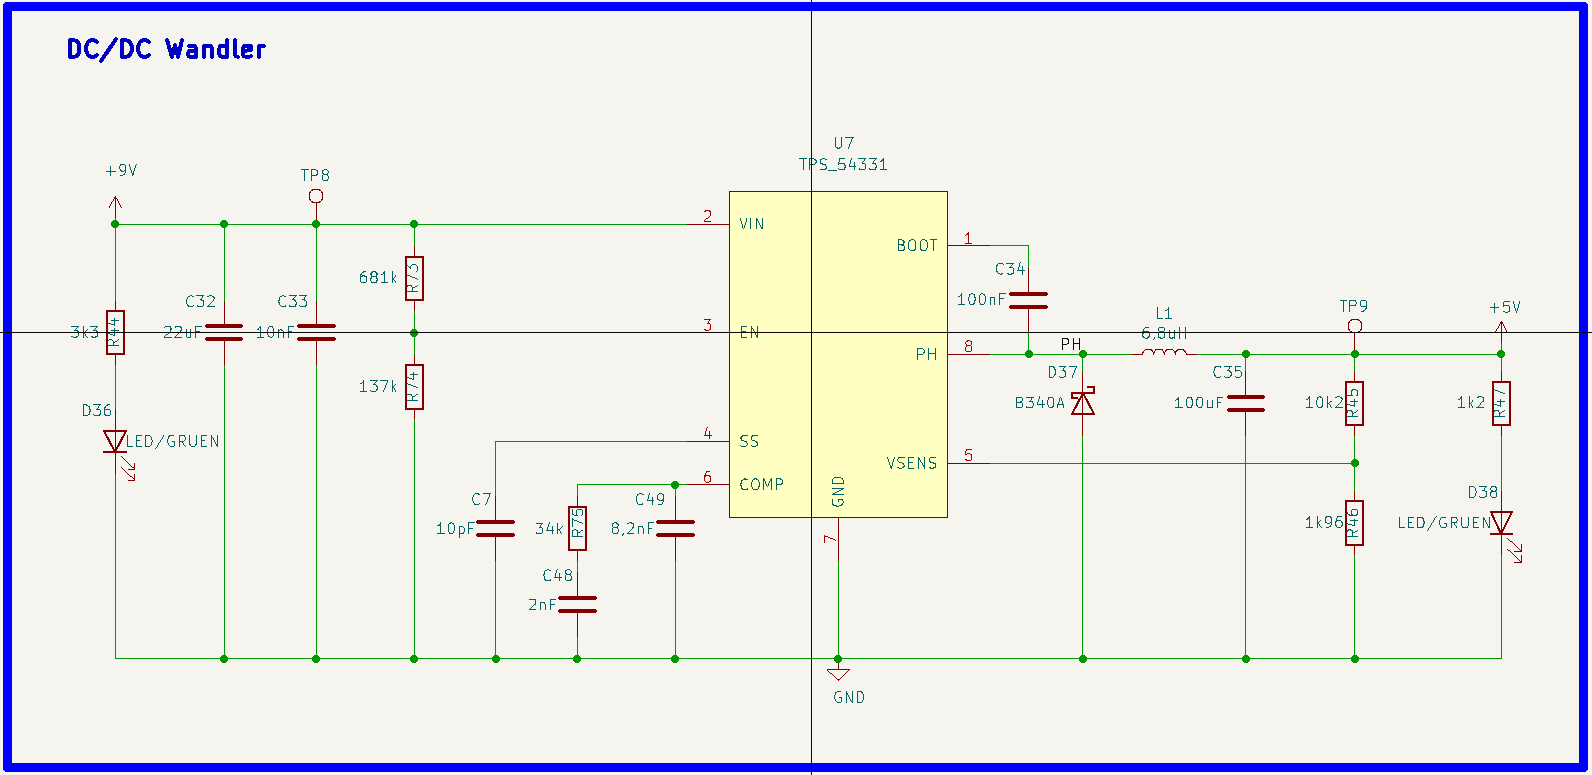 DC/DC Wandler
U7
TPS_54331
+9V
TP8
2
VIN
1
BOOT
C34
100nF
681k
R73
C32
22uF
C33
10nF
3k3
R44
3
EN
8
PH
PH
L1
6,8uH
TP9
+5V
137k
R74
D37
B340A
C35
100uF
10k2
R45
1k2
R47
D36
LED/GRUEN
4
SS
5
VSENS
6
COMP
GND
7
C7
10pF
34k
R75
C49
8,2nF
1k96
R46
D38
LED/GRUEN
C48
2nF
GND